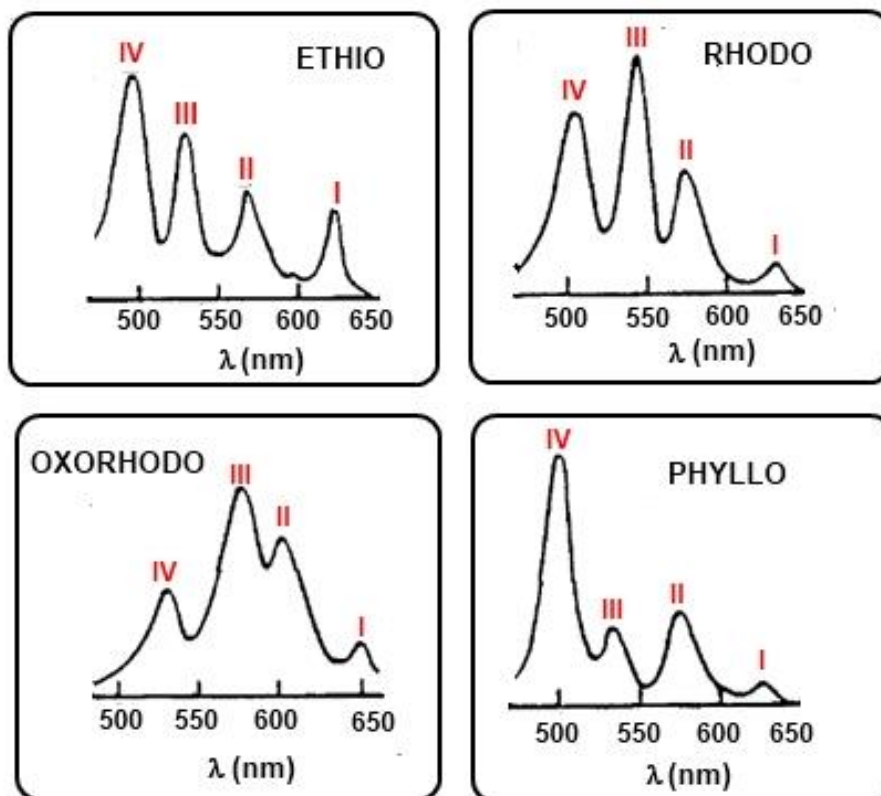 ETHIO
IV
III
II
I
500 550 600 650
λ (nm)
RHODO
IV
III
II
I
500 550 600 650
λ (nm)
OXORHODO
IV
III
II
I
500 550 600 650
λ (nm)
PHYLLO
IV
III
II
I
500 550 600 650
λ (nm)